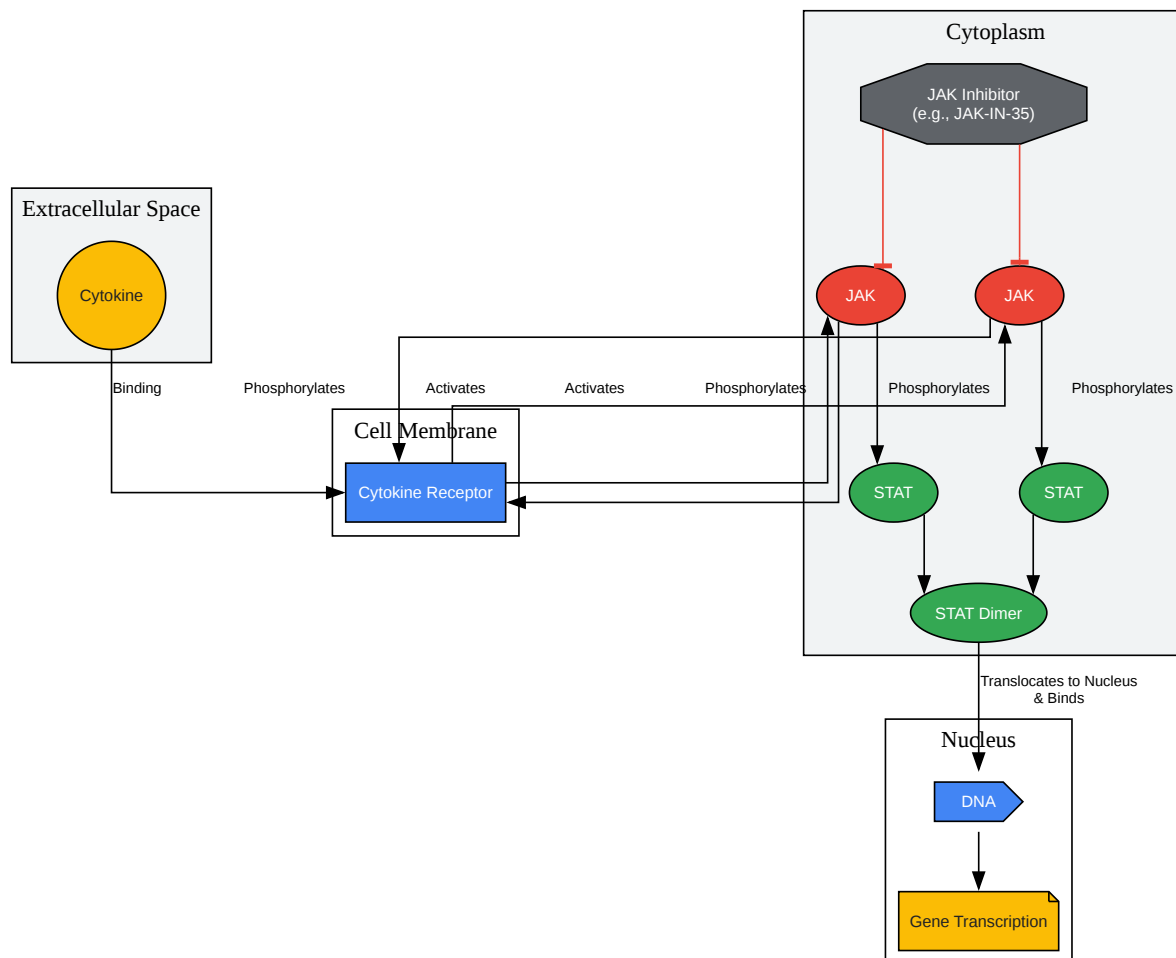 Cytoplasm
JAK Inhibitor
(e.g., JAK-IN-35)
Extracellular Space
Cytokine
JAK
JAK
Binding
Phosphorylates
Activates
Activates
Phosphorylates
Phosphorylates
Phosphorylates
Cell Membrane
Cytokine Receptor
STAT
STAT
STAT Dimer
Translocates to Nucleus
& Binds
Nucleus
DNA
Gene Transcription